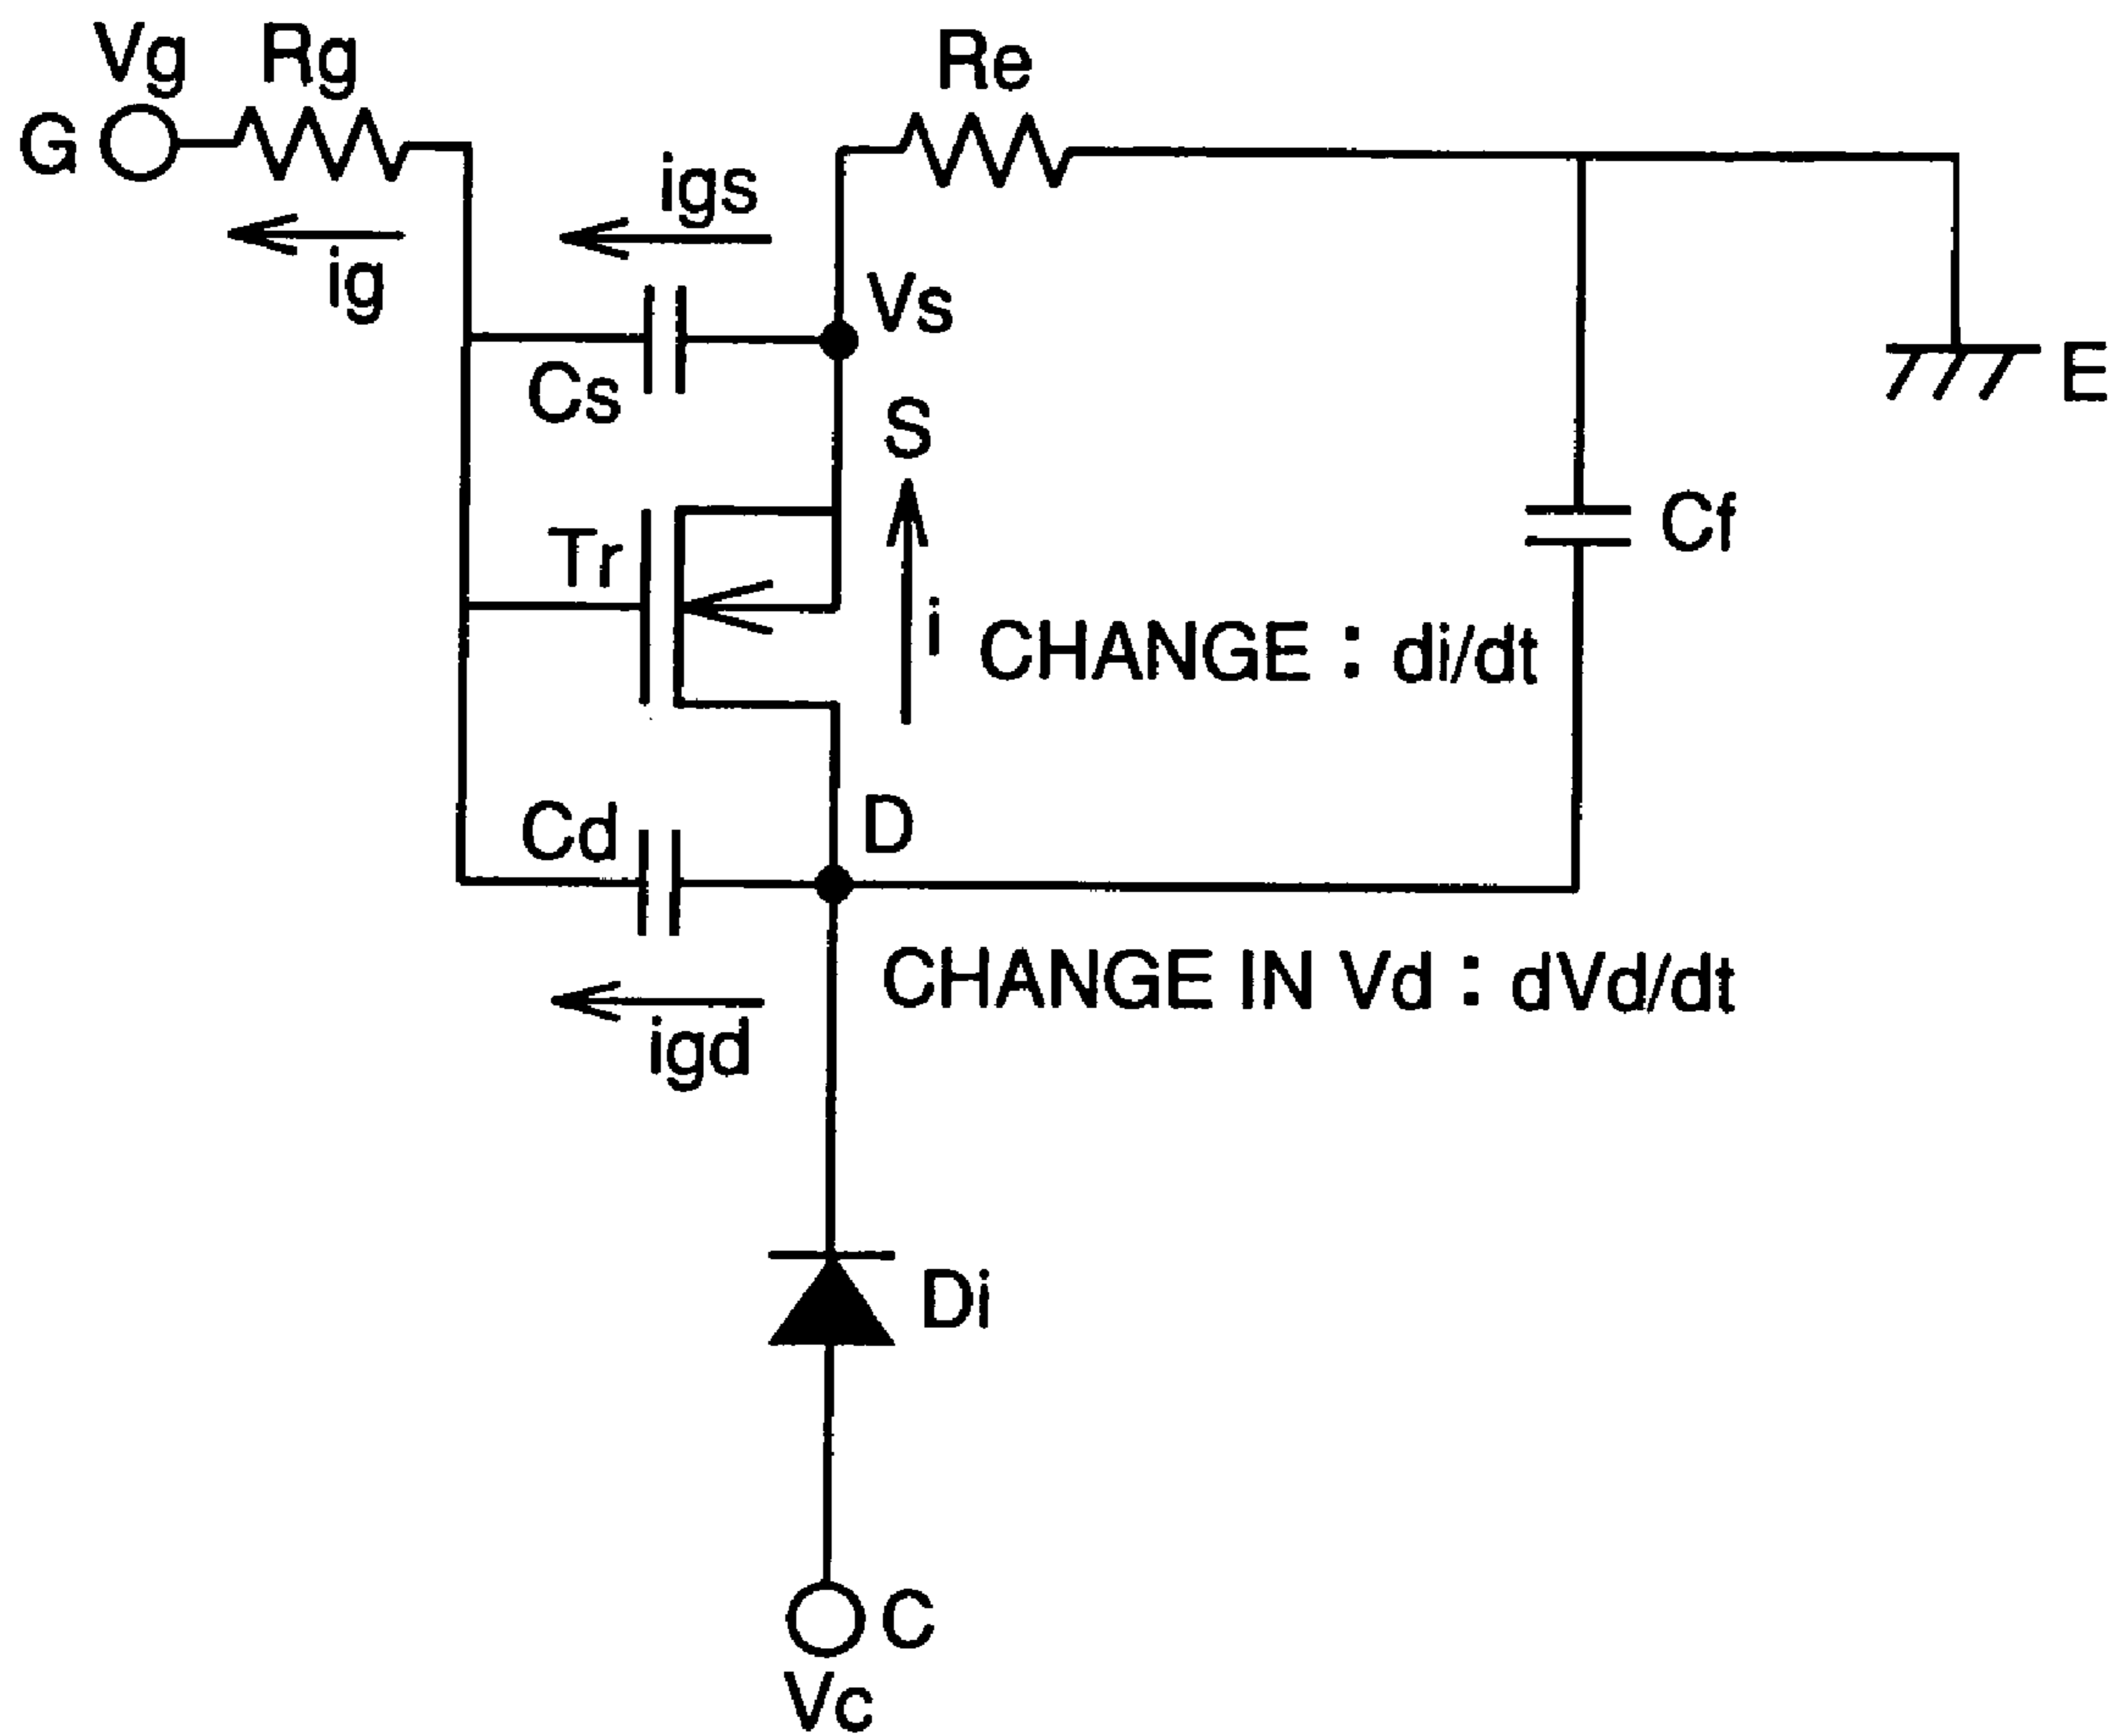 Vg Rg
Re
G
igs
ig
Vs
Cs
E
S
Cf
Tr
i
CHANGE : di/dt
Cd
D
CHANGE IN Vd : dVd/dt
igd
Di
C
Vc